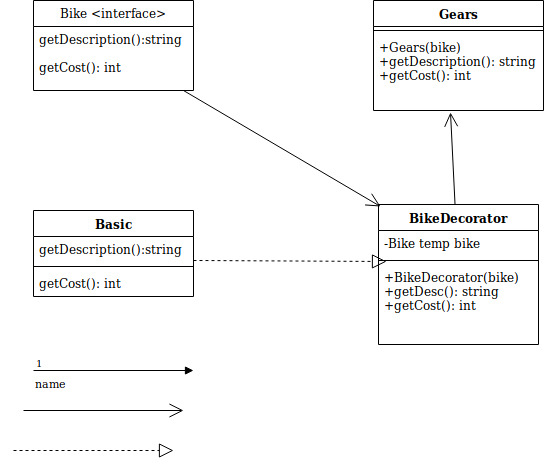 Bike <interface>
getDescription():string
getCost(): int
Gears
+Gears(bike)
+getDescription(): string
+getCost(): int
Basic
getDescription():string
getCost(): int
BikeDecorator
-Bike temp bike
+BikeDecorator(bike)
+getDesc(): string
+getCost(): int
1
name